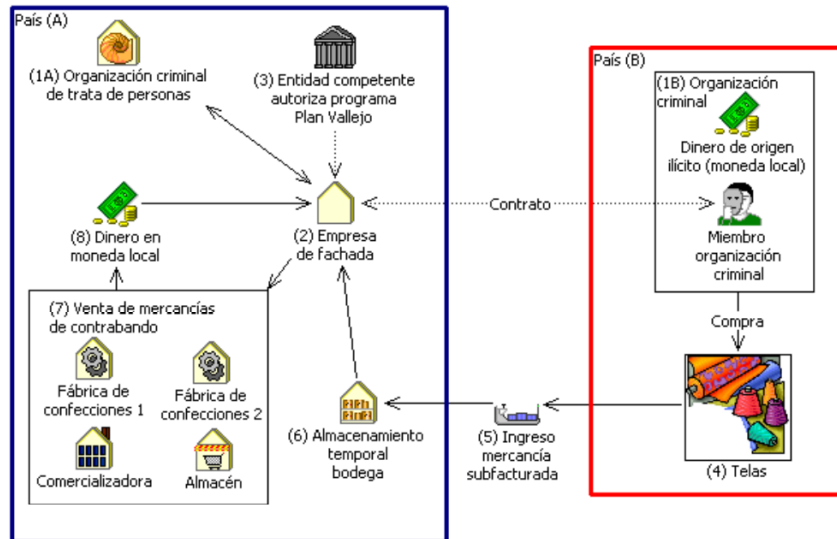 País (A)
(1A) Organización criminal
de trata de personas
(3) Entidad competente
autoriza programa
Plan Vallejo
(8) Dinero en
moneda local
(2) Empresa
de fachada
(7) Venta de mercancías
de contrabando
Fábrica de
confecciones 1
Fábrica de
confecciones 2
Comercializadora
Almacén
(6) Almacenamiento
temporal
bodega
Contrato
(5) Ingreso
mercancía
subfacturada
País (B)
(1B) Organización
criminal
Dinero de origen
ilícito (moneda local)
Miembro
organización
criminal
Compra
(4) Telas